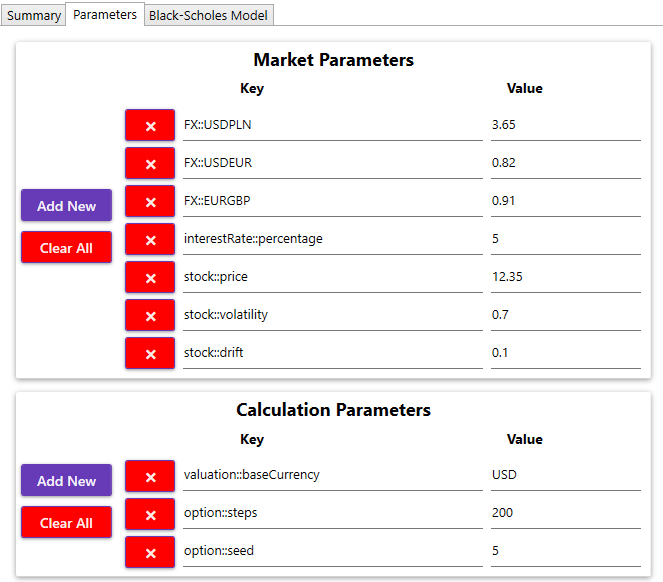 Summary Parameters Black-Scholes Model
Market Parameters
Key Value
× FX::USDPLN 3.65
× FX::USDEUR 0.82
Add New × FX::EURGBP 0.91
Clear All × interestRate::percentage 5
× stock::price 12.35
× stock::volatility 0.7
× stock::drift 0.1
Calculation Parameters
Key Value
Add New × valuation::baseCurrency USD
Clear All × option::steps 200
× option::seed 5